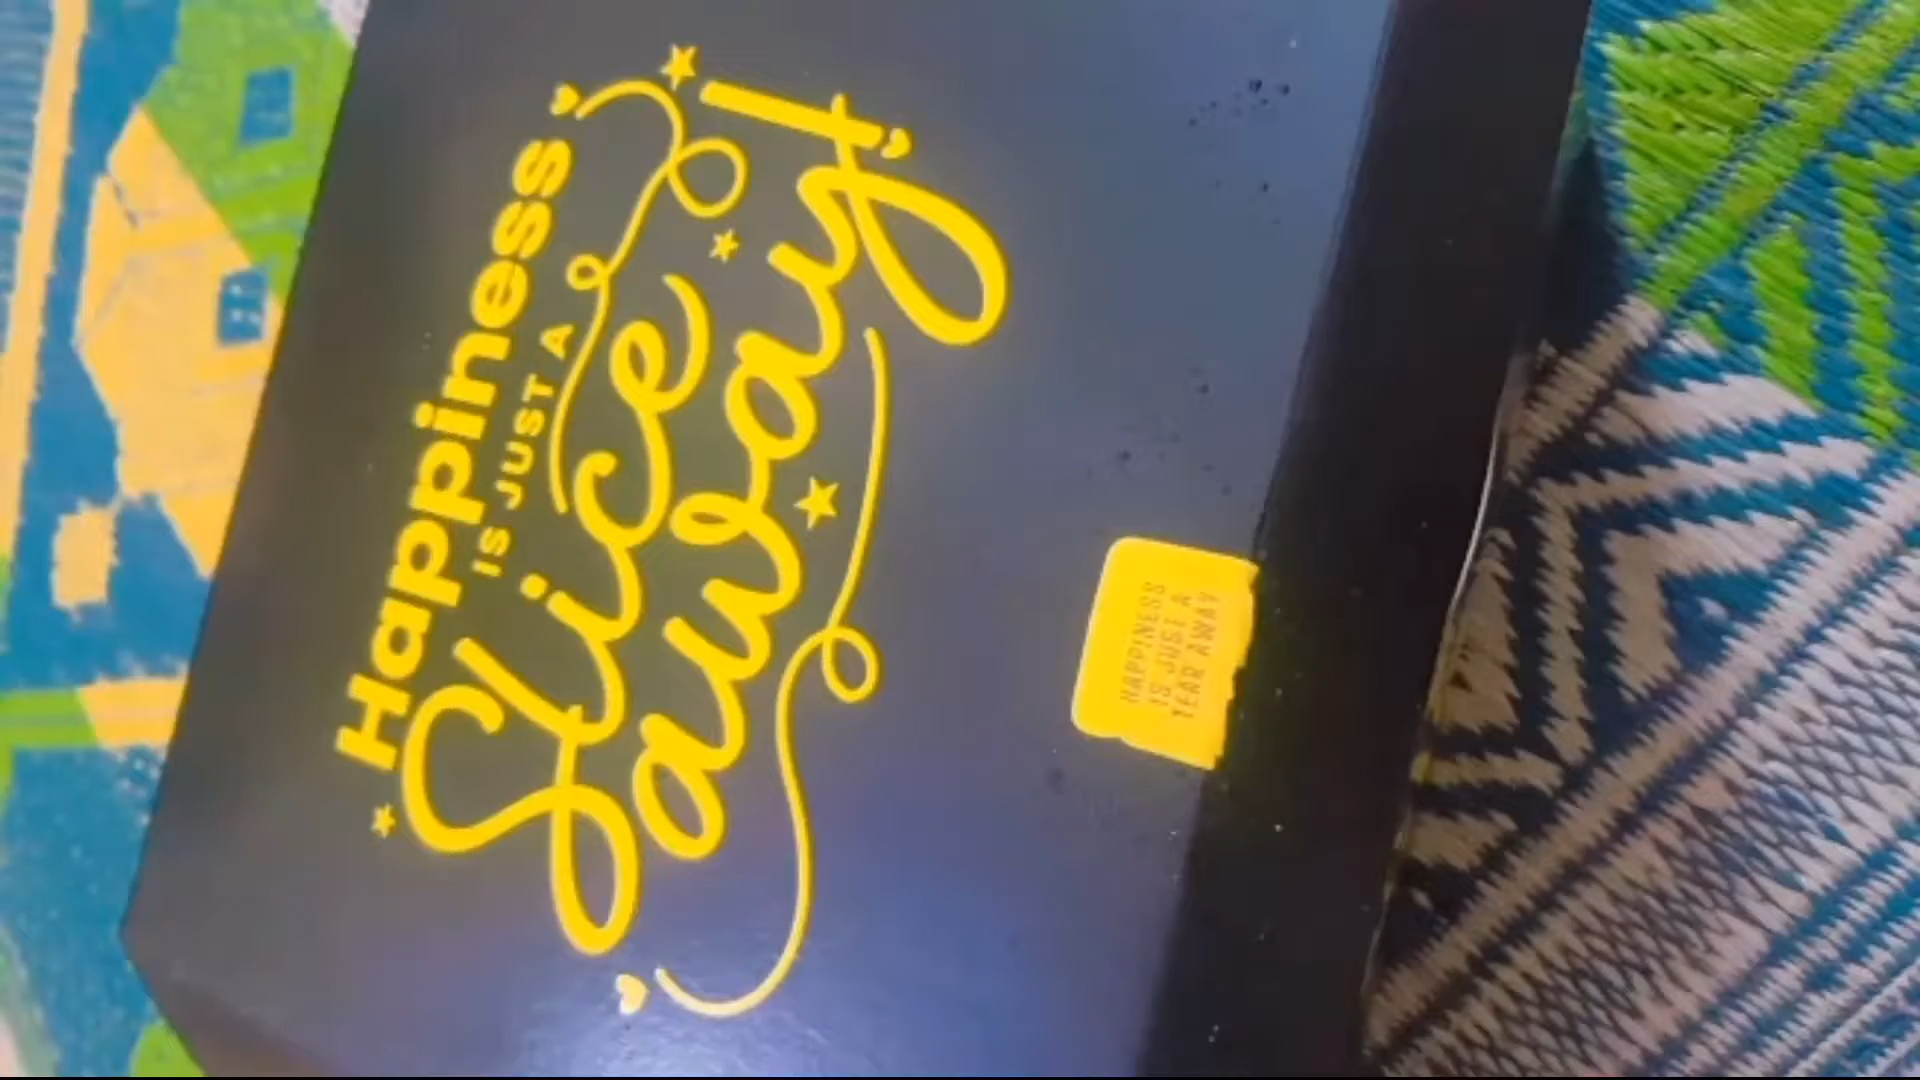 Happiness
IS JUST A
Slice
away!
HAPPINESS
IS JUST A
TEAR AWAY